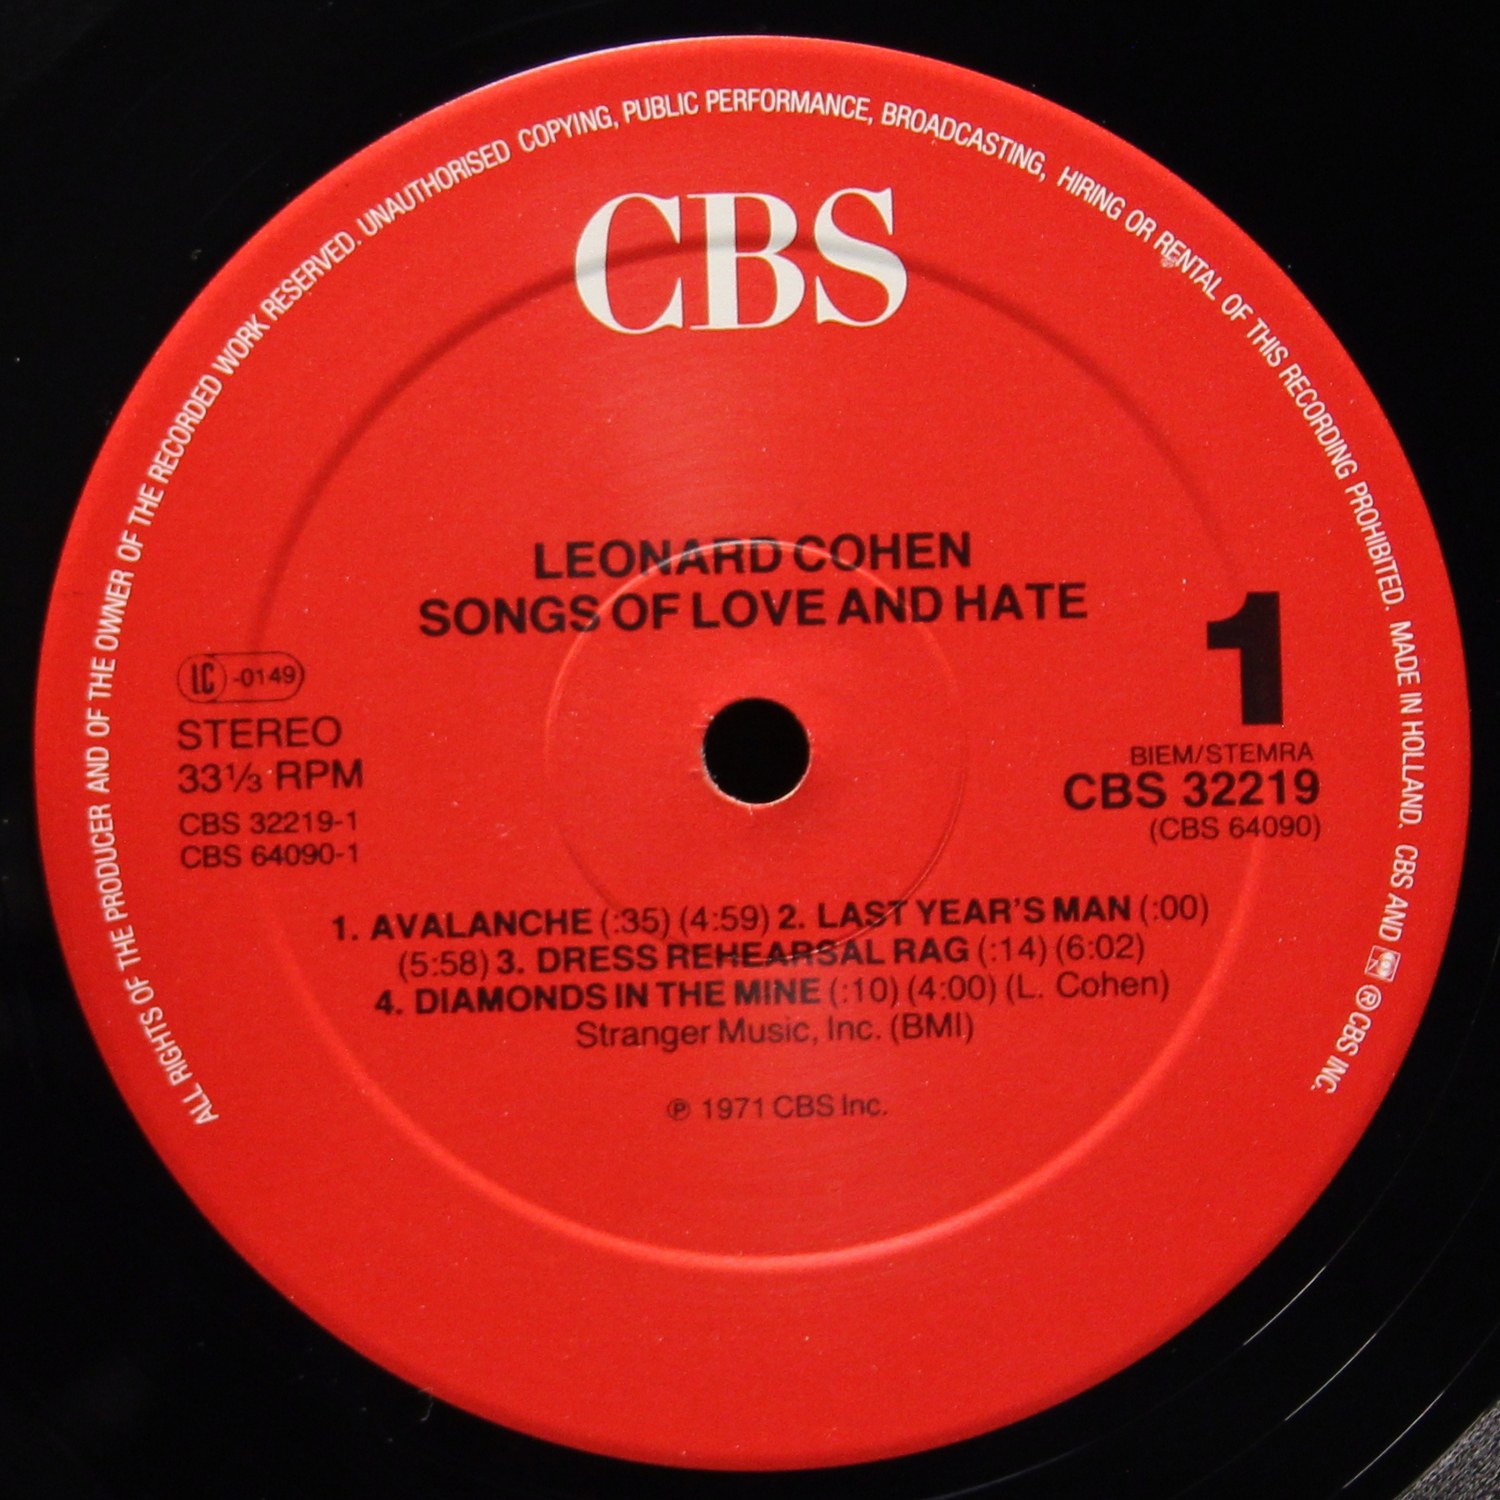 ALL RIGHTS OF THE PRODUCER AND OF THE OWNER OF THE RECORDED WORK RESERVED. UNAUTHORISED COPYING, PUBLIC PERFORMANCE, BROADCASTING, HIRING OR RENTAL OF THIS RECORDING PROHIBITED. MADE IN HOLLAND. CBS AND ® CBS INC.
CBS
LEONARD COHEN
SONGS OF LOVE AND HATE
1
LC -0149
STEREO
33⅓ RPM
CBS 32219-1
CBS 64090-1
BIEM/STEMRA
CBS 32219
(CBS 64090)
1. AVALANCHE (:35) (4:59) 2. LAST YEAR'S MAN (:00)
(5:58) 3. DRESS REHEARSAL RAG (:14) (6:02)
4. DIAMONDS IN THE MINE (:10) (4:00) (L. Cohen)
Stranger Music, Inc. (BMI)
℗ 1971 CBS Inc.